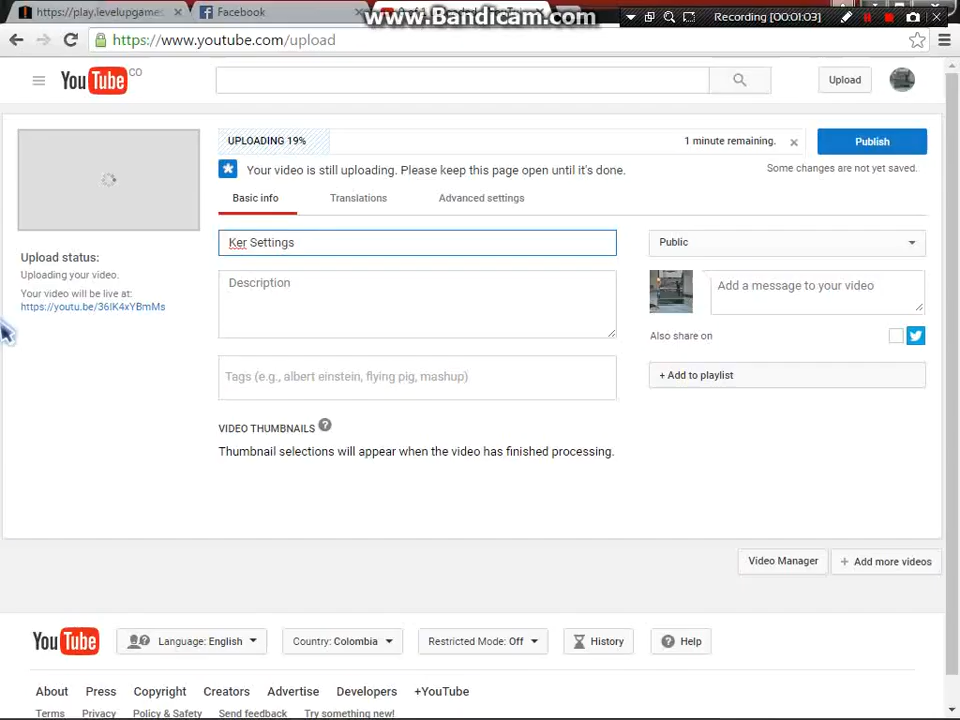 https://play.levelupgame
Facebook
www.Bandicam.com
Recording [00:01:03]
https://www.youtube.com/upload
YouTube CO
Upload
UPLOADING 19%
1 minute remaining.
Publish
Your video is still uploading. Please keep this page open until it's done.
Some changes are not yet saved.
Basic info
Translations
Advanced settings
Ker Settings
Public
Description
Add a message to your video
Upload status:
Uploading your video.
Your video will be live at:
https://youtu.be/36IK4xYBmMs
Also share on
Tags (e.g., albert einstein, flying pig, mashup)
+ Add to playlist
VIDEO THUMBNAILS ?
Thumbnail selections will appear when the video has finished processing.
Video Manager
+ Add more videos
YouTube
Language: English
Country: Colombia
Restricted Mode: Off
History
? Help
About
Press
Copyright
Creators
Advertise
Developers
+YouTube
Terms
Privacy
Policy & Safety
Send feedback
Try something new!